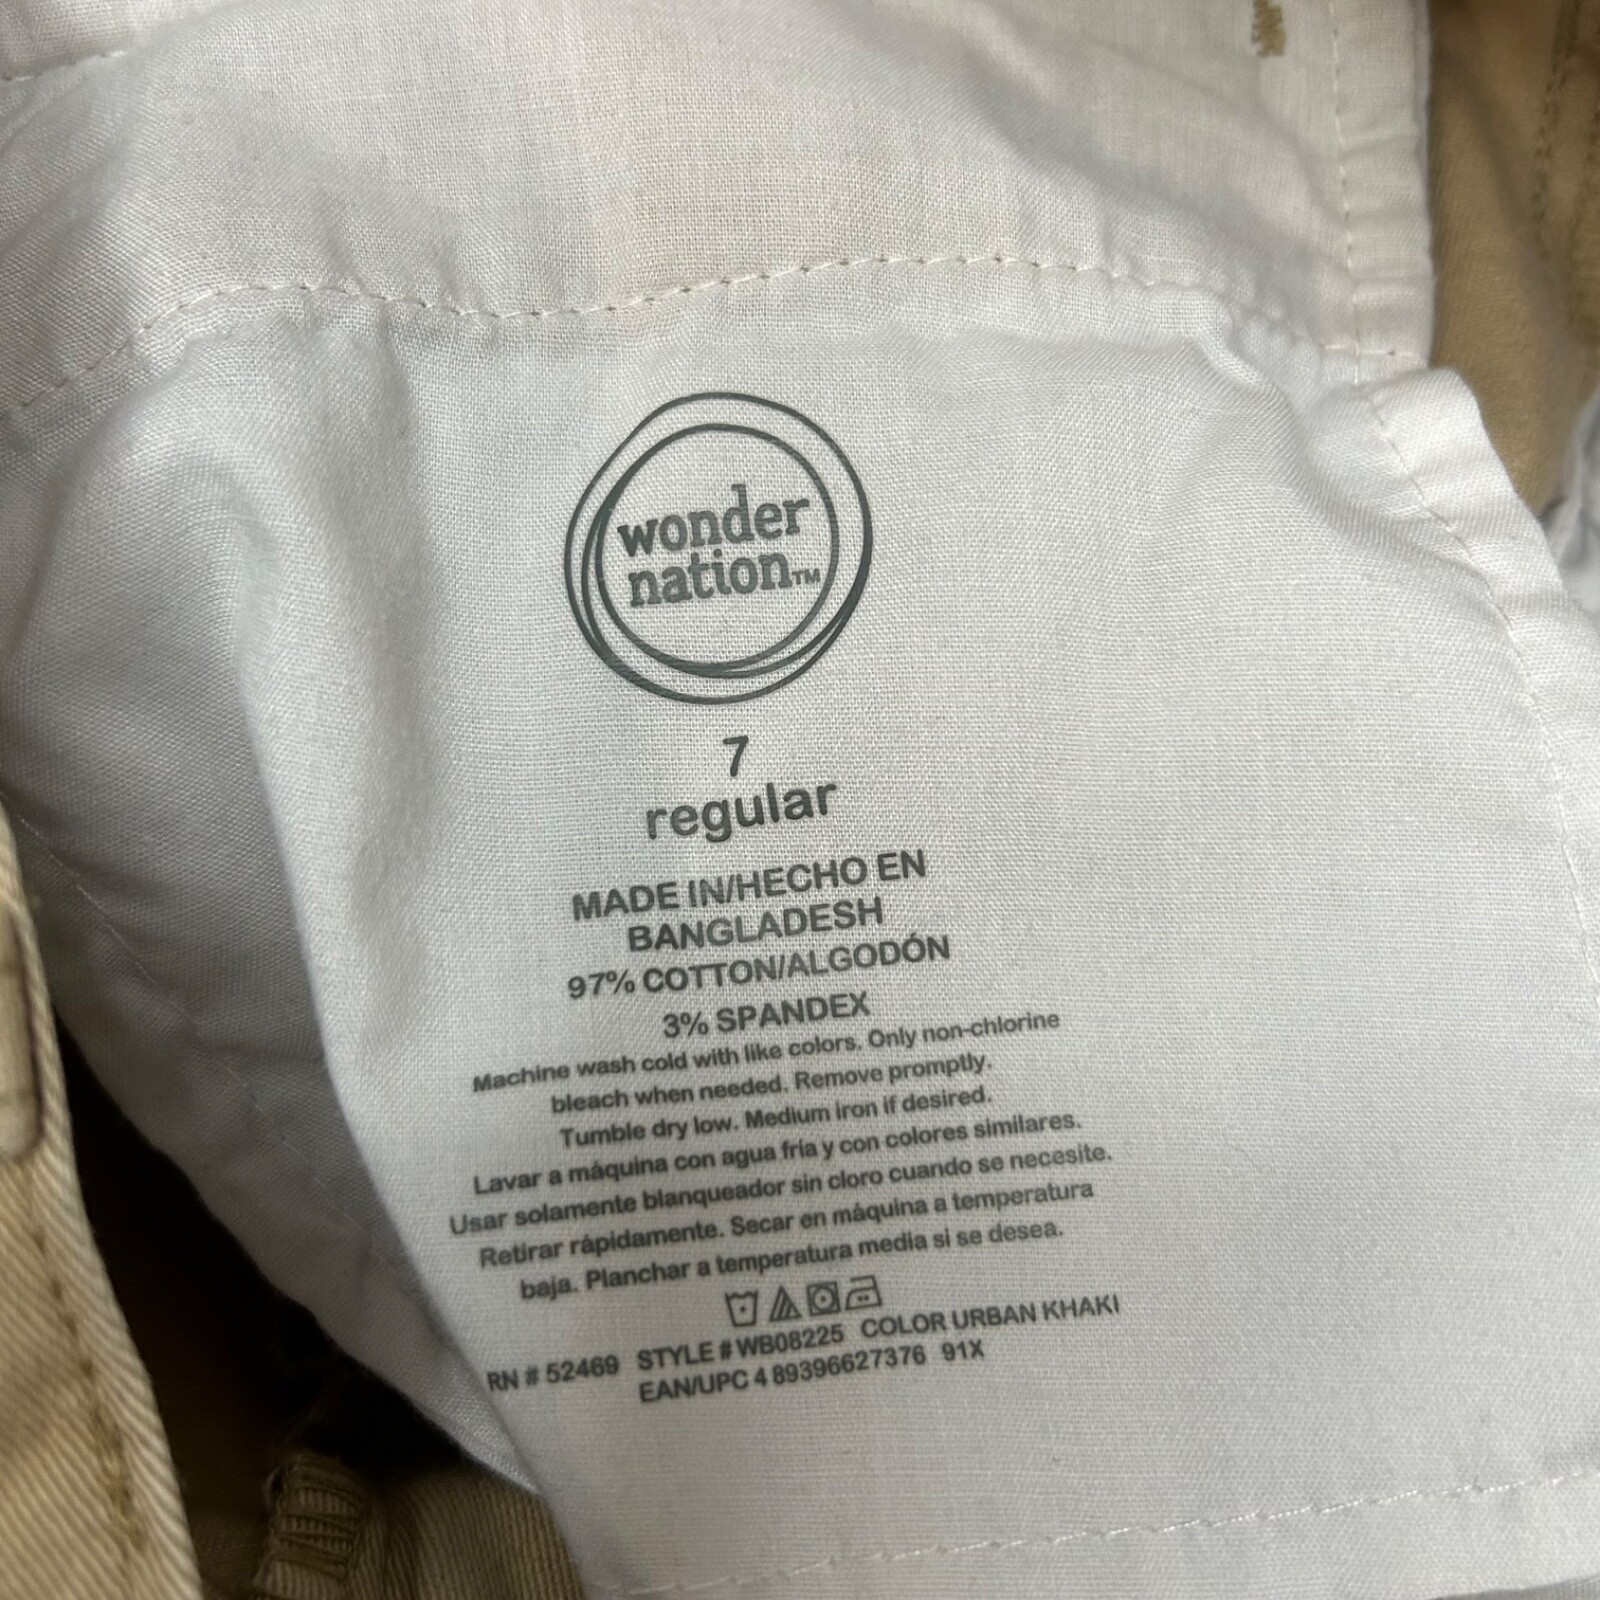 wonder
nation™
7
regular
MADE IN/HECHO EN
BANGLADESH
97% COTTON/ALGODÓN
3% SPANDEX
Machine wash cold with like colors. Only non-chlorine
bleach when needed. Remove promptly.
Tumble dry low. Medium iron if desired.
Lavar a máquina con agua fría y con colores similares.
Usar solamente blanqueador sin cloro cuando se necesite.
Retirar rápidamente. Secar en máquina a temperatura
baja. Planchar a temperatura media si se desea.
RN # 52469 STYLE # WB08225 COLOR URBAN KHAKI
EAN/UPC 4 89396627376 91X